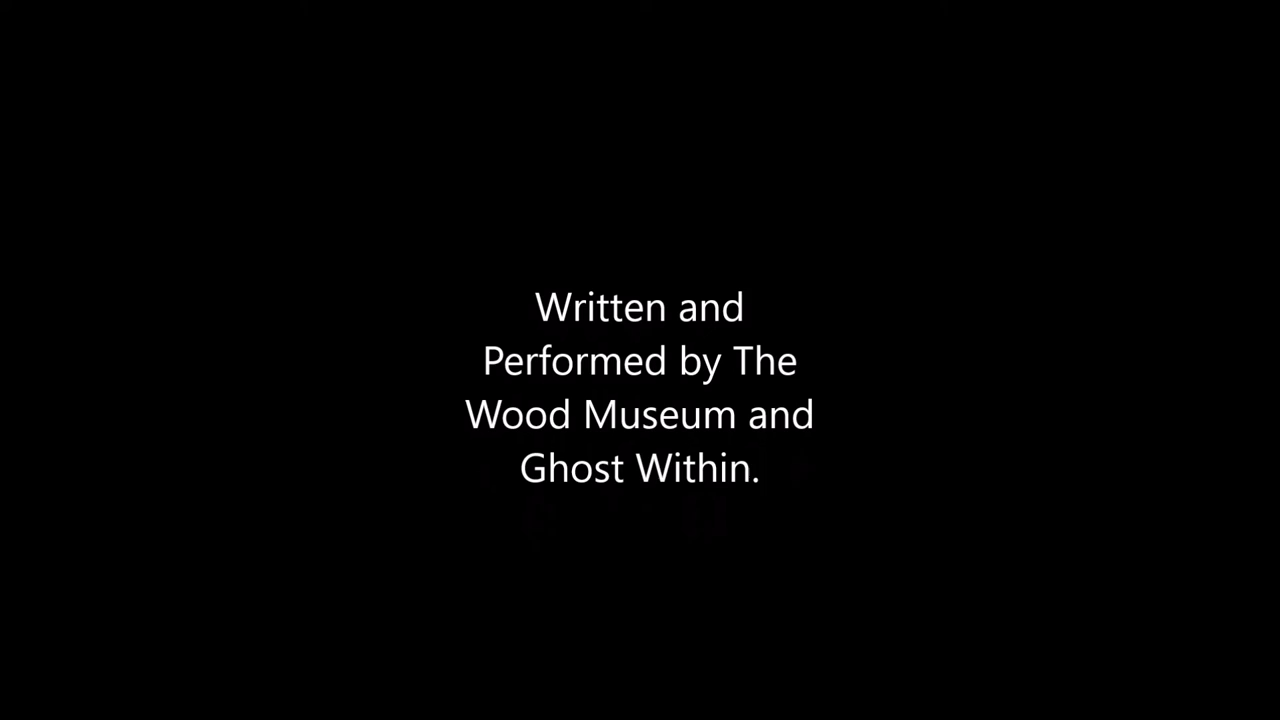 Written and
Performed by The
Wood Museum and
Ghost Within.